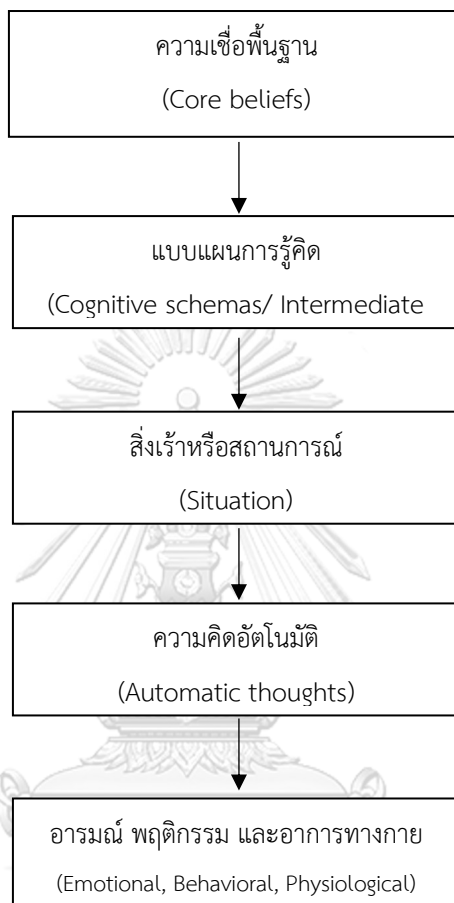 ความเชื่อพื้นฐาน
(Core beliefs)
แบบแผนการรู้คิด
(Cognitive schemas/ Intermediate
สิ่งเร้าหรือสถานการณ์
(Situation)
ความคิดอัตโนมัติ
(Automatic thoughts)
อารมณ์ พฤติกรรม และอาการทางกาย
(Emotional, Behavioral, Physiological)